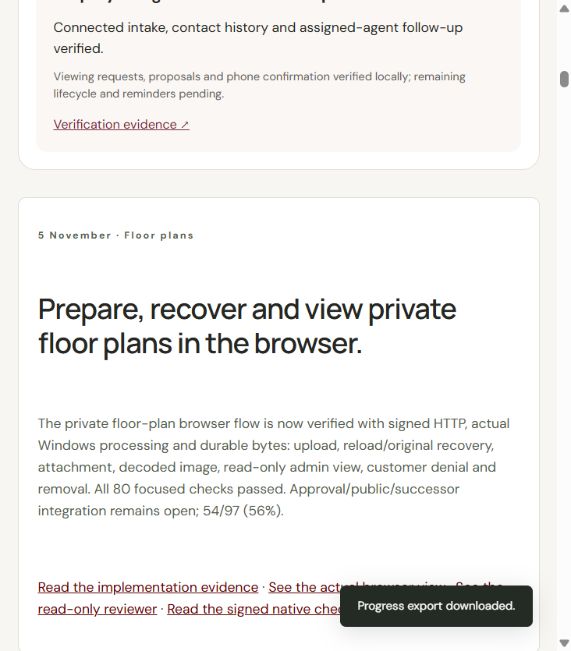 Connected intake, contact history and assigned-agent follow-up
verified.
Viewing requests, proposals and phone confirmation verified locally; remaining
lifecycle and reminders pending.
Verification evidence ↗
5 November · Floor plans
Prepare, recover and view private
floor plans in the browser.
The private floor-plan browser flow is now verified with signed HTTP, actual
Windows processing and durable bytes: upload, reload/original recovery,
attachment, decoded image, read-only admin view, customer denial and
removal. All 80 focused checks passed. Approval/public/successor
integration remains open; 54/97 (56%).
Read the implementation evidence · See the actual browser view · See the
read-only reviewer · Read the signed native
Progress export downloaded.